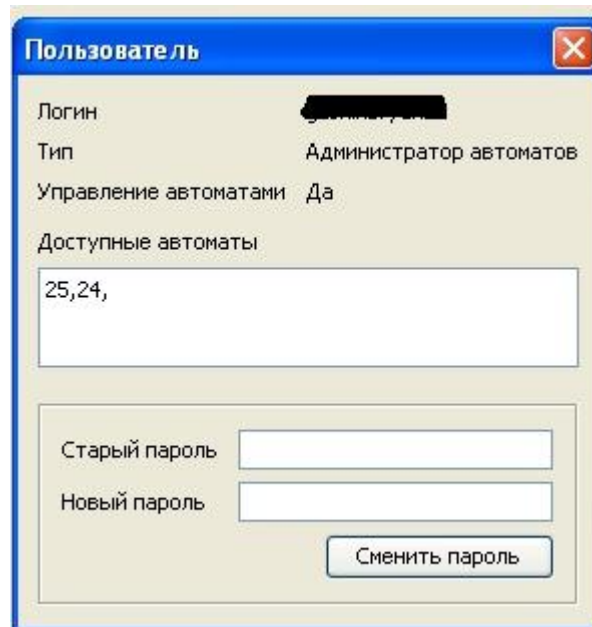 Пользователь
Логин
Тип Администратор автоматов
Управление автоматами Да
Доступные автоматы
25,24,
Старый пароль
Новый пароль
Сменить пароль